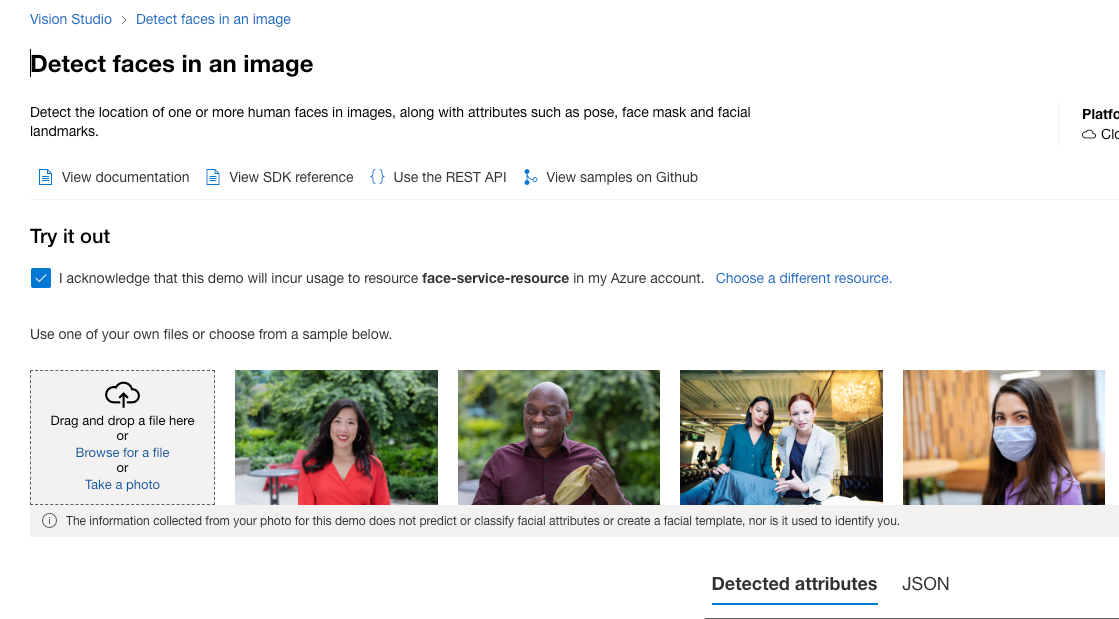 Vision Studio > Detect faces in an image
Detect faces in an image
Detect the location of one or more human faces in images, along with attributes such as pose, face mask and facial
landmarks.
Platfo
Clo
View documentation View SDK reference {} Use the REST API View samples on Github
Try it out
I acknowledge that this demo will incur usage to resource face-service-resource in my Azure account. Choose a different resource.
Use one of your own files or choose from a sample below.
Drag and drop a file here
or
Browse for a file
or
Take a photo
The information collected from your photo for this demo does not predict or classify facial attributes or create a facial template, nor is it used to identify you.
Detected attributes JSON